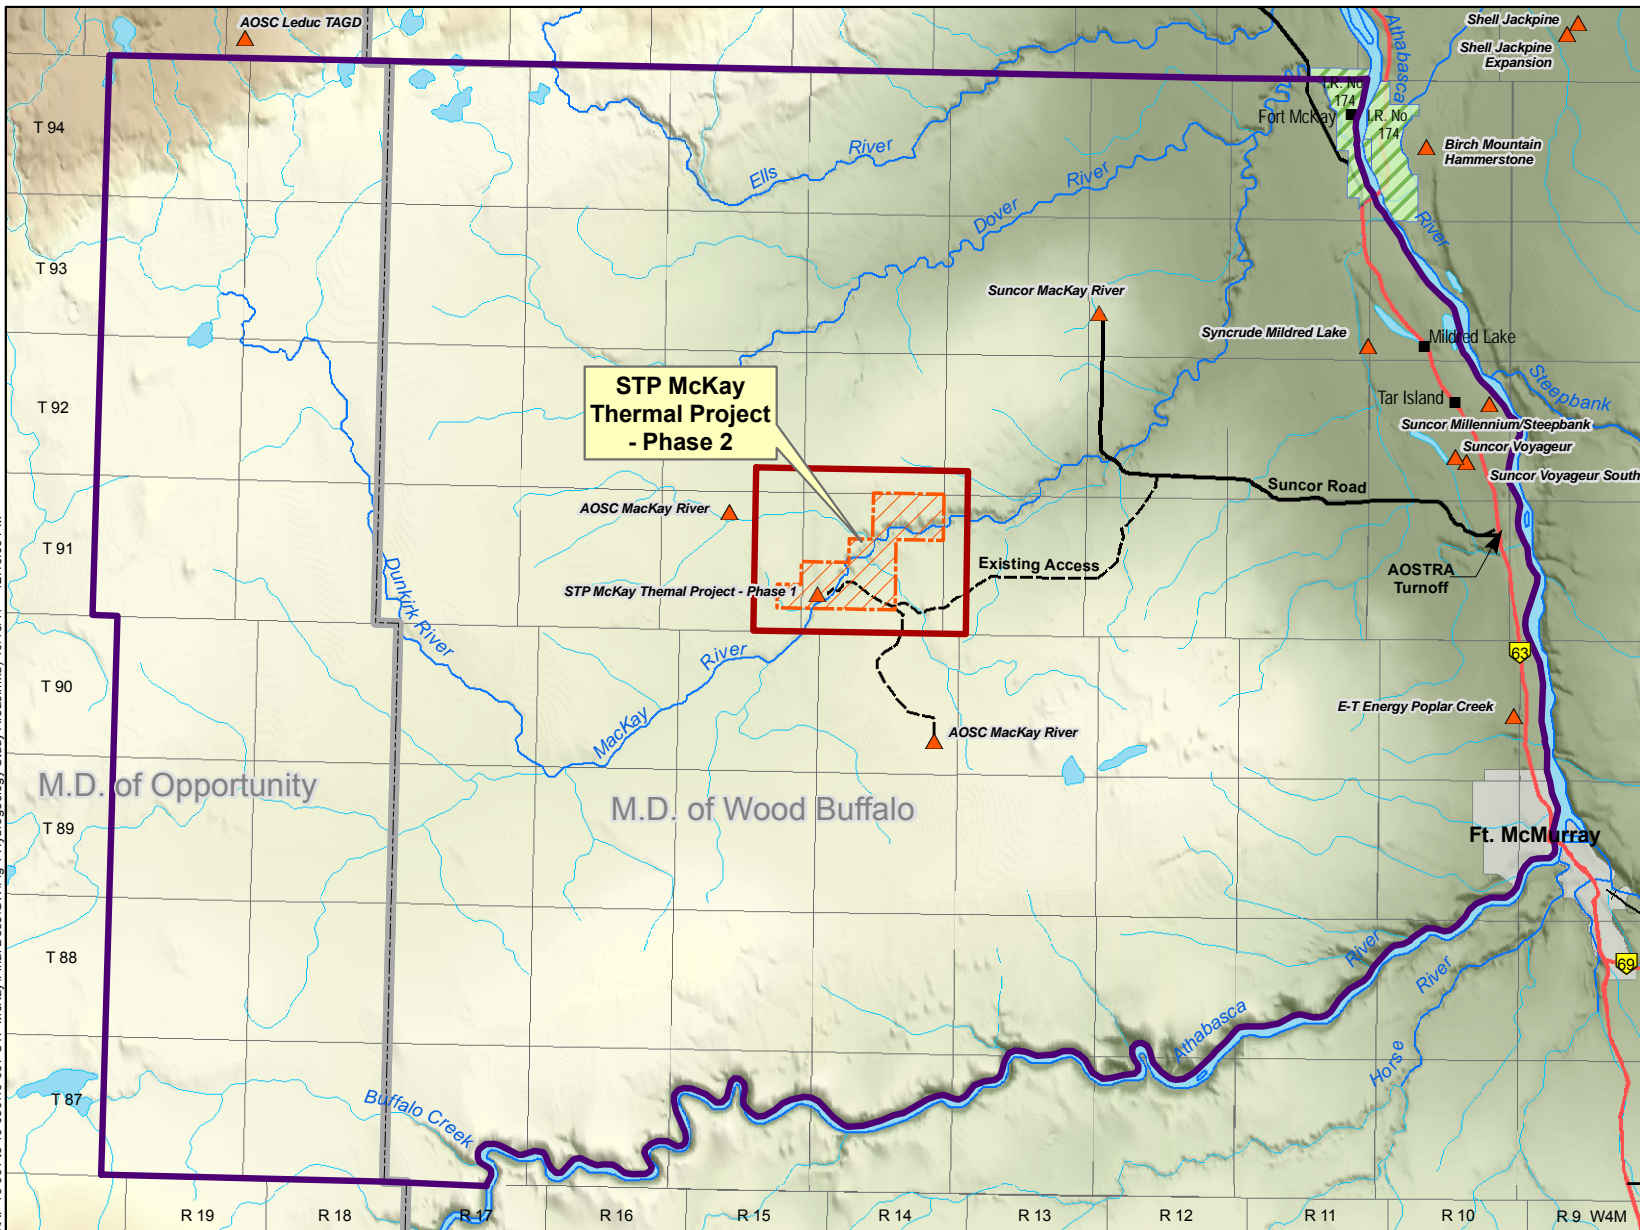 AOSC Leduc TAGD
Shell Jackpine
Shell Jackpine
Expansion
Athabasca
River
I.R. No
174
Fort McKay
I.R. No
174
Birch Mountain
Hammerstone
T 94
Ells
River
Dover
River
T 93
Suncor MacKay River
Syncrude Mildred Lake
Mildred Lake
Steepbank
STP McKay
Thermal Project
- Phase 2
T 92
Tar Island
Suncor Millennium/Steepbank
Suncor Voyageur
Suncor Voyageur South
Suncor Road
AOSC MacKay River
T 91
Existing Access
AOSTRA
Turnoff
STP McKay Themal Project - Phase 1
Dunkirk River
63
MacKay
River
T 90
E-T Energy Poplar Creek
AOSC MacKay River
M.D. of Opportunity
M.D. of Wood Buffalo
T 89
Ft. McMurray
T 88
69
Athabasca
River
Horse
River
T 87
Buffalo Creek
R 19
R 18
R 17
R 16
R 15
R 14
R 13
R 12
R 11
R 10
R 9 W4M